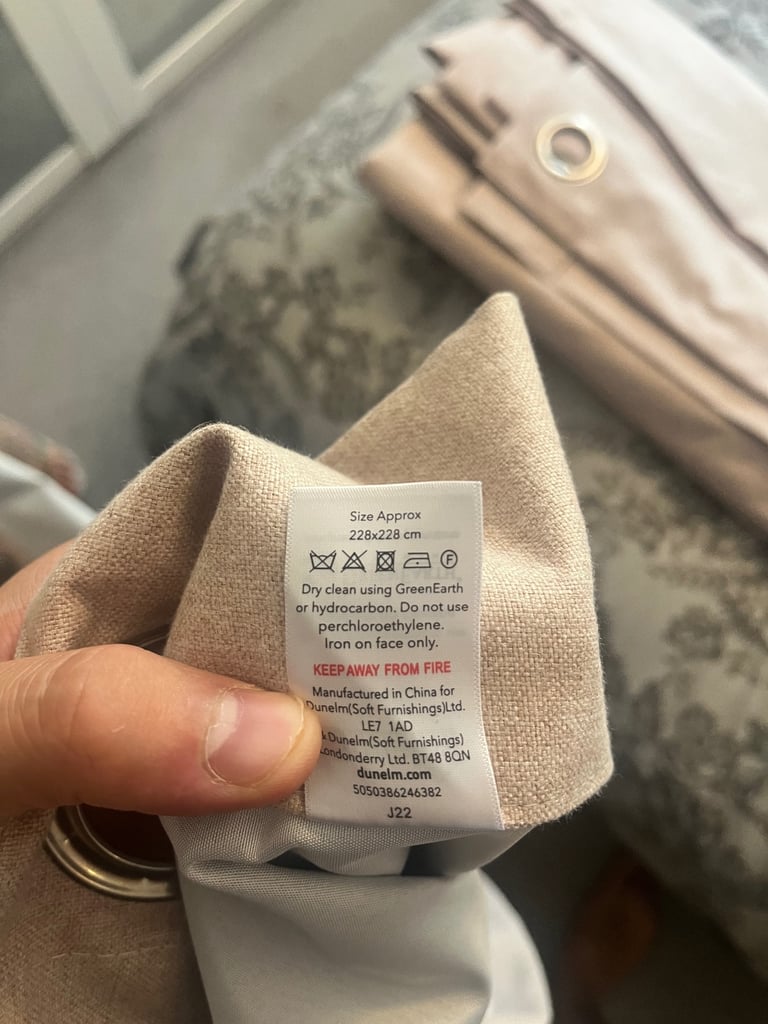 Size Approx
228x228 cm
F
Dry clean using GreenEarth
or hydrocarbon. Do not use
perchloroethylene.
Iron on face only.
KEEP AWAY FROM FIRE
Manufactured in China for
Dunelm(Soft Furnishings)Ltd.
LE7 1AD
& Dunelm(Soft Furnishings)
Londonderry Ltd. BT48 8QN
dunelm.com
5050386246382
J22